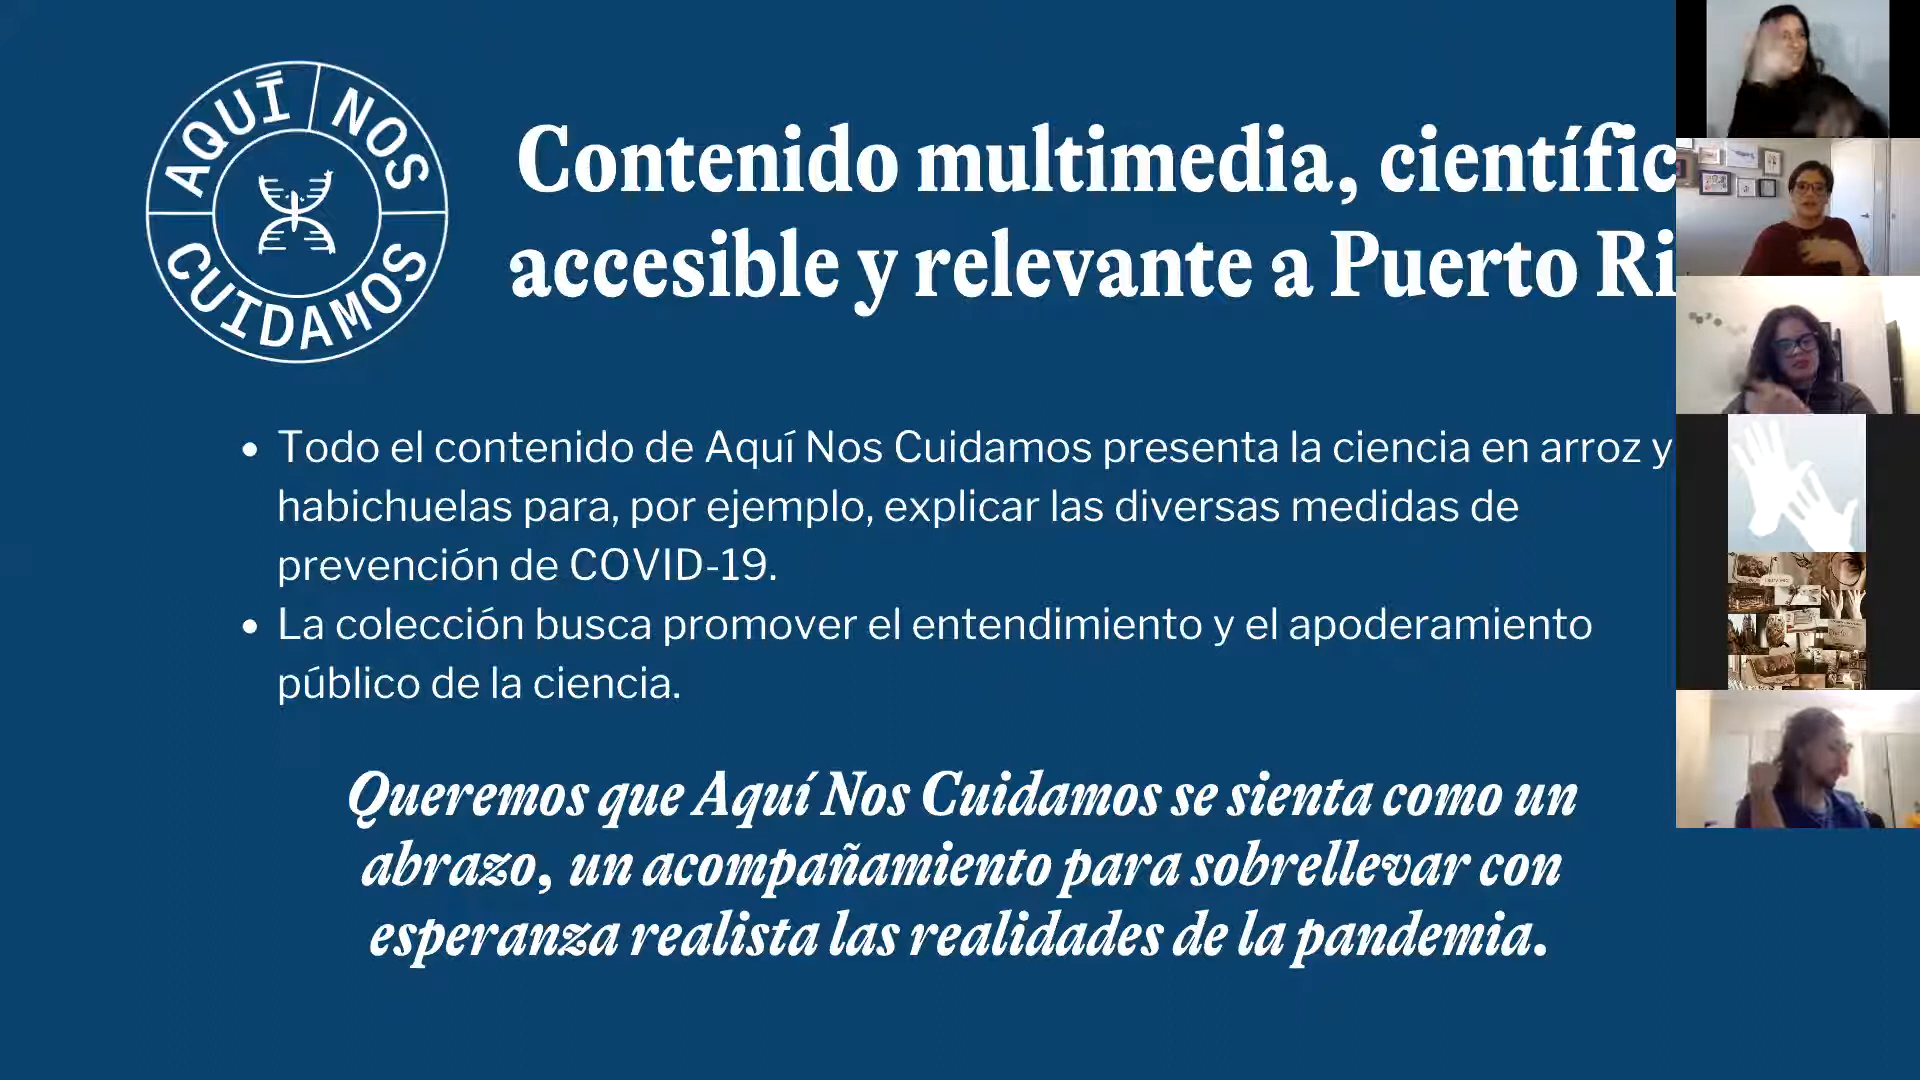 AQUÍ NOS CUIDAMOS
Contenido multimedia, científic
accesible y relevante a Puerto Ri
• Todo el contenido de Aquí Nos Cuidamos presenta la ciencia en arroz y
habichuelas para, por ejemplo, explicar las diversas medidas de
prevención de COVID-19.
• La colección busca promover el entendimiento y el apoderamiento
público de la ciencia.
Queremos que Aquí Nos Cuidamos se sienta como un
abrazo, un acompañamiento para sobrellevar con
esperanza realista las realidades de la pandemia.